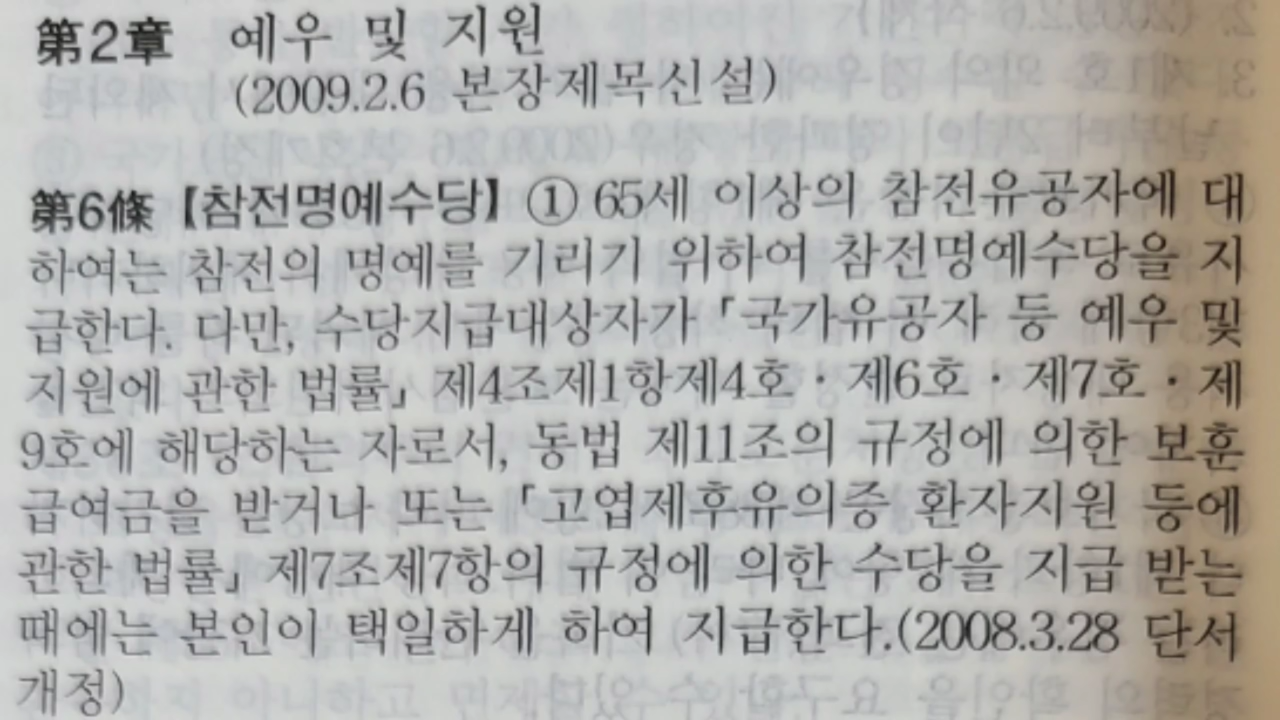 第2章 예우 및 지원
(2009.2.6 본장제목신설)
第6條【참전명예수당】① 65세 이상의 참전유공자에 대
하여는 참전의 명예를 기리기 위하여 참전명예수당을 지
급한다. 다만, 수당지급대상자가「국가유공자 등 예우 및
지원에 관한 법률」제4조제1항제4호·제6호·제7호·제
9호에 해당하는 자로서, 동법 제11조의 규정에 의한 보훈
급여금을 받거나 또는「고엽제후유의증 환자지원 등에
관한 법률」제7조제7항의 규정에 의한 수당을 지급 받는
때에는 본인이 택일하게 하여 지급한다.(2008.3.28 단서
개정)